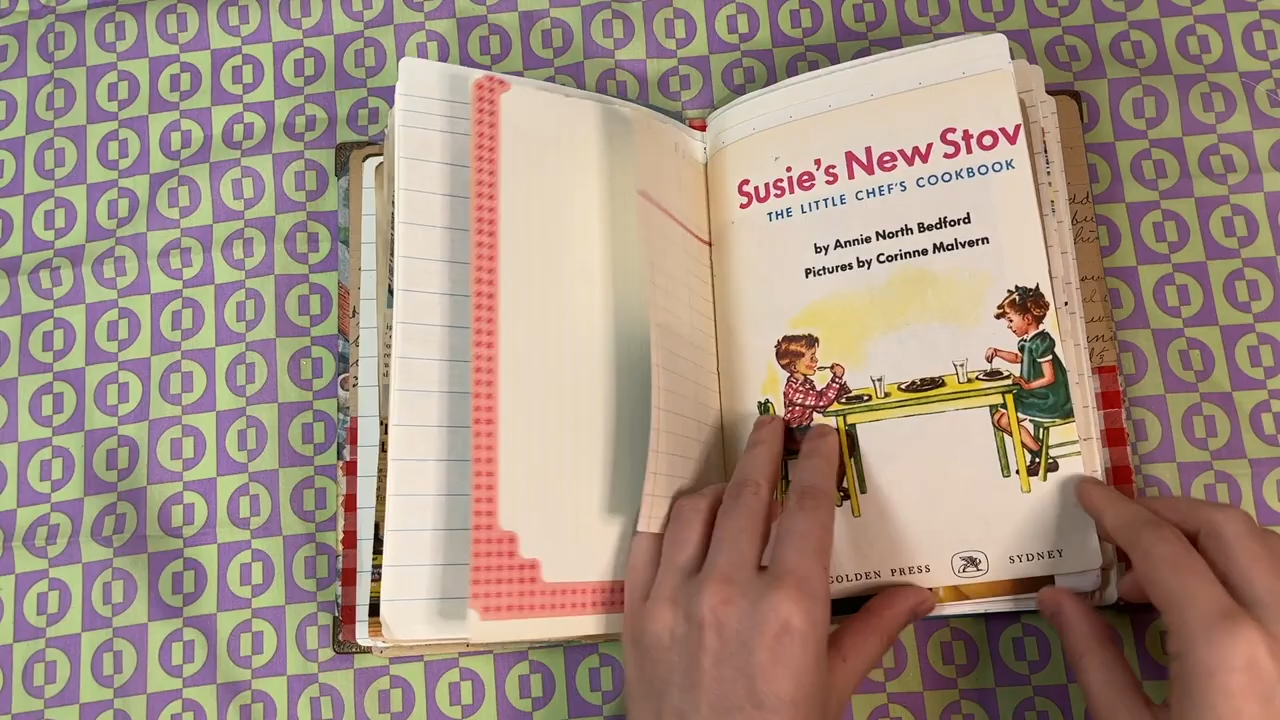 Susie's New Stov
THE LITTLE CHEF'S COOKBOOK
by Annie North Bedford
Pictures by Corinne Malvern
GOLDEN PRESS
SYDNEY